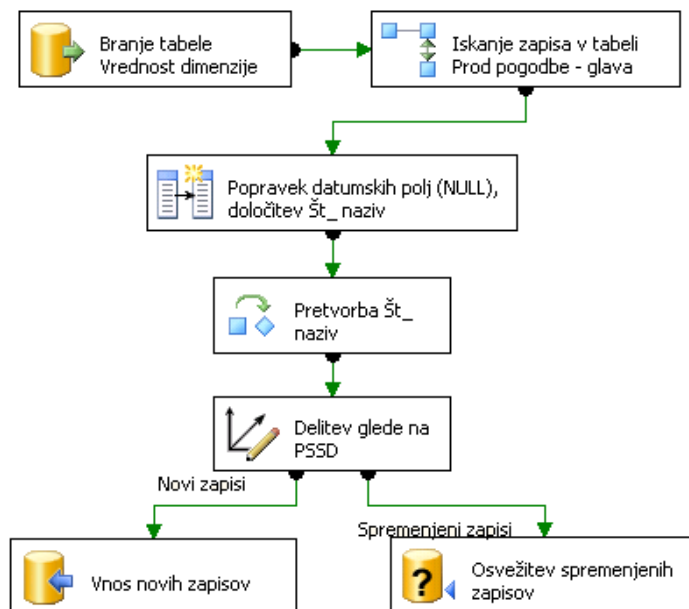 Branje tabele
Vrednost dimenzije
Iskanje zapisa v tabeli
Prod pogodbe - glava
Popravek datumskih polj (NULL),
določitev Št_ naziv
Pretvorba Št_
naziv
Delitev glede na
PSSD
Novi zapisi
Spremenjeni zapisi
Vnos novih zapisov
Osvežitev spremenjenih
zapisov